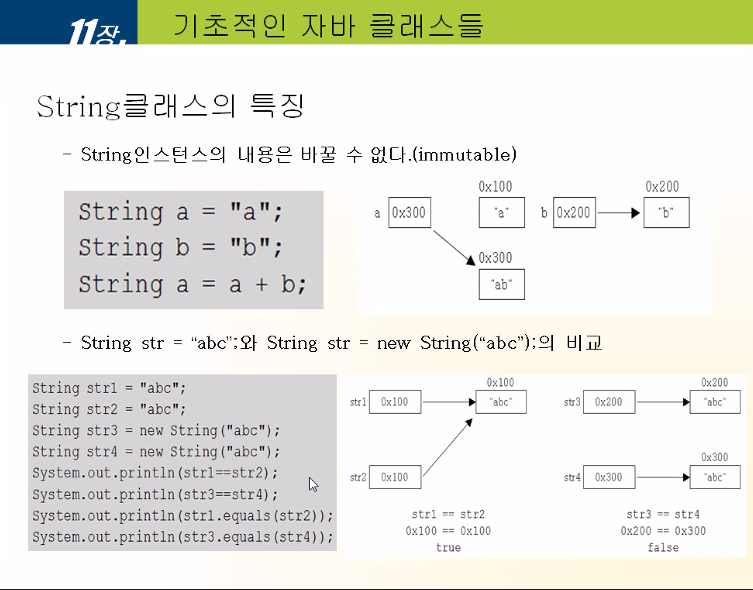 11장.
기초적인 자바 클래스들
String클래스의 특징
- String인스턴스의 내용은 바꿀 수 없다.(immutable)
String a = "a";
String b = "b";
String a = a + b;
0x100
0x200
a 0x300
"a"
b 0x200
"b"
0x300
"ab"
- String str = “abc”;와 String str = new String(“abc”);의 비교
String str1 = "abc";
String str2 = "abc";
String str3 = new String("abc");
String str4 = new String("abc");
System.out.println(str1==str2);
System.out.println(str3==str4);
System.out.println(str1.equals(str2));
System.out.println(str3.equals(str4));
0x100
str1 0x100
"abc"
str2 0x100
str1 == str2
0x100 == 0x100
true
0x200
str3 0x200
"abc"
0x300
str4 0x300
"abc"
str3 == str4
0x200 == 0x300
false